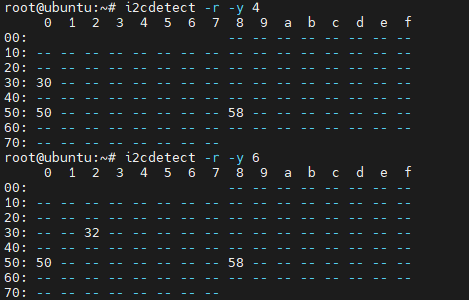 root@ubuntu:~# i2cdetect -r -y 4
     0  1  2  3  4  5  6  7  8  9  a  b  c  d  e  f
00:                         -- -- -- -- -- -- -- --
10: -- -- -- -- -- -- -- -- -- -- -- -- -- -- -- --
20: -- -- -- -- -- -- -- -- -- -- -- -- -- -- -- --
30: 30 -- -- -- -- -- -- -- -- -- -- -- -- -- -- --
40: -- -- -- -- -- -- -- -- -- -- -- -- -- -- -- --
50: 50 -- -- -- -- -- -- -- 58 -- -- -- -- -- -- --
60: -- -- -- -- -- -- -- -- -- -- -- -- -- -- -- --
70: -- -- -- -- -- -- -- --
root@ubuntu:~# i2cdetect -r -y 6
     0  1  2  3  4  5  6  7  8  9  a  b  c  d  e  f
00:                         -- -- -- -- -- -- -- --
10: -- -- -- -- -- -- -- -- -- -- -- -- -- -- -- --
20: -- -- -- -- -- -- -- -- -- -- -- -- -- -- -- --
30: -- -- 32 -- -- -- -- -- -- -- -- -- -- -- -- --
40: -- -- -- -- -- -- -- -- -- -- -- -- -- -- -- --
50: 50 -- -- -- -- -- -- -- 58 -- -- -- -- -- -- --
60: -- -- -- -- -- -- -- -- -- -- -- -- -- -- -- --
70: -- -- -- -- -- -- -- --